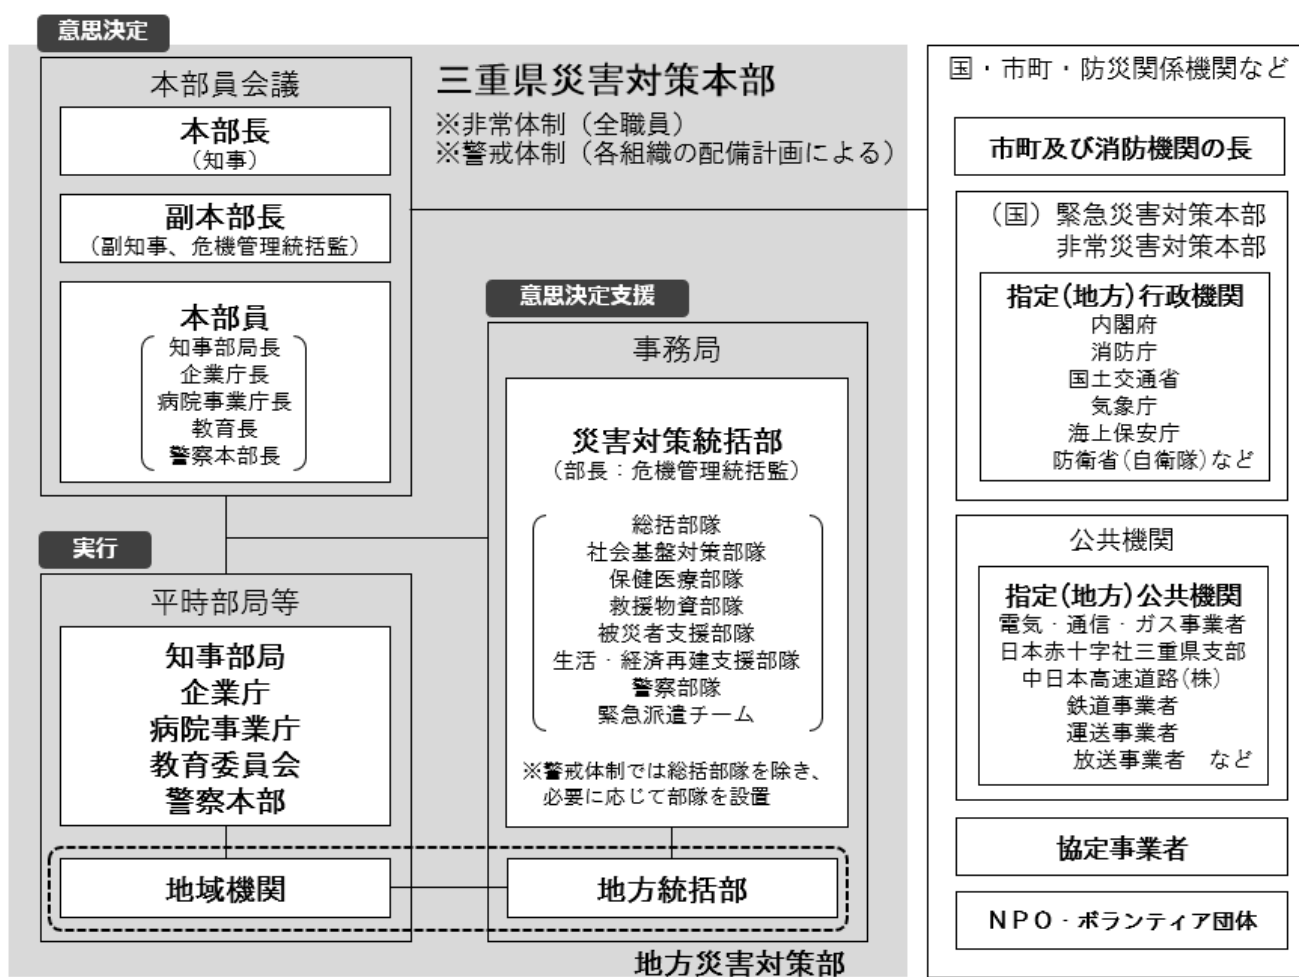 意思決定
本部員会議
本部長
（知事）
副本部長
（副知事、危機管理統括監）
本部員
知事部局長
企業庁長
病院事業庁長
教育長
警察本部長
三重県災害対策本部
※非常体制（全職員）
※警戒体制（各組織の配備計画による）
意思決定支援
事務局
災害対策統括部
（部長：危機管理統括監）
総括部隊
社会基盤対策部隊
保健医療部隊
救援物資部隊
被災者支援部隊
生活・経済再建支援部隊
警察部隊
緊急派遣チーム
※警戒体制では総括部隊を除き、
必要に応じて部隊を設置
地方統括部
実行
平時部局等
知事部局
企業庁
病院事業庁
教育委員会
警察本部
地域機関
地方災害対策部
国・市町・防災関係機関など
市町及び消防機関の長
（国）緊急災害対策本部
非常災害対策本部
指定(地方)行政機関
内閣府
消防庁
国土交通省
気象庁
海上保安庁
防衛省(自衛隊)など
公共機関
指定(地方)公共機関
電気・通信・ガス事業者
日本赤十字社三重県支部
中日本高速道路(株)
鉄道事業者
運送事業者
放送事業者　など
協定事業者
ＮＰＯ・ボランティア団体